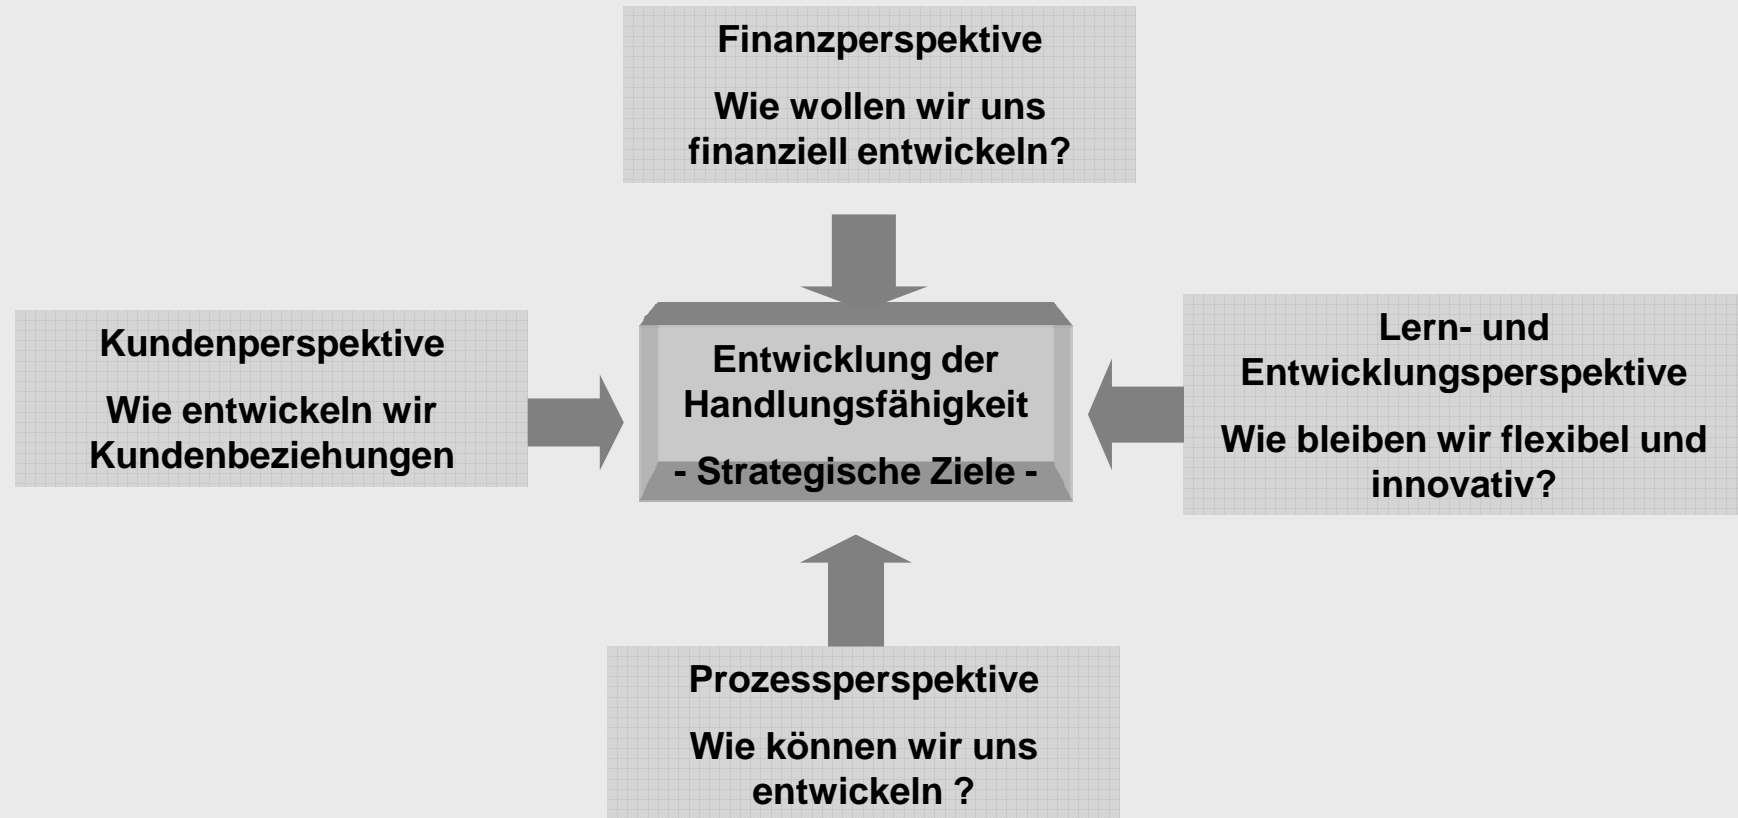 Finanzperspektive
Wie wollen wir uns
finanziell entwickeln?
Kundenperspektive
Wie entwickeln wir
Kundenbeziehungen
Entwicklung der
Handlungsfähigkeit
- Strategische Ziele -
Lern- und
Entwicklungsperspektive
Wie bleiben wir flexibel und
innovativ?
Prozessperspektive
Wie können wir uns
entwickeln ?